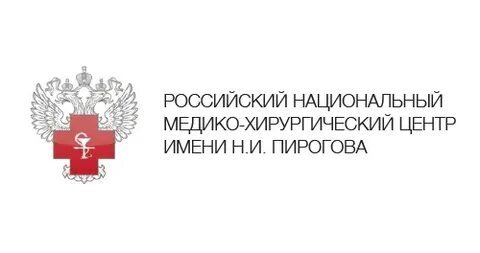 РОССИЙСКИЙ НАЦИОНАЛЬНЫЙ
МЕДИКО-ХИРУРГИЧЕСКИЙ ЦЕНТР
ИМЕНИ Н.И. ПИРОГОВА